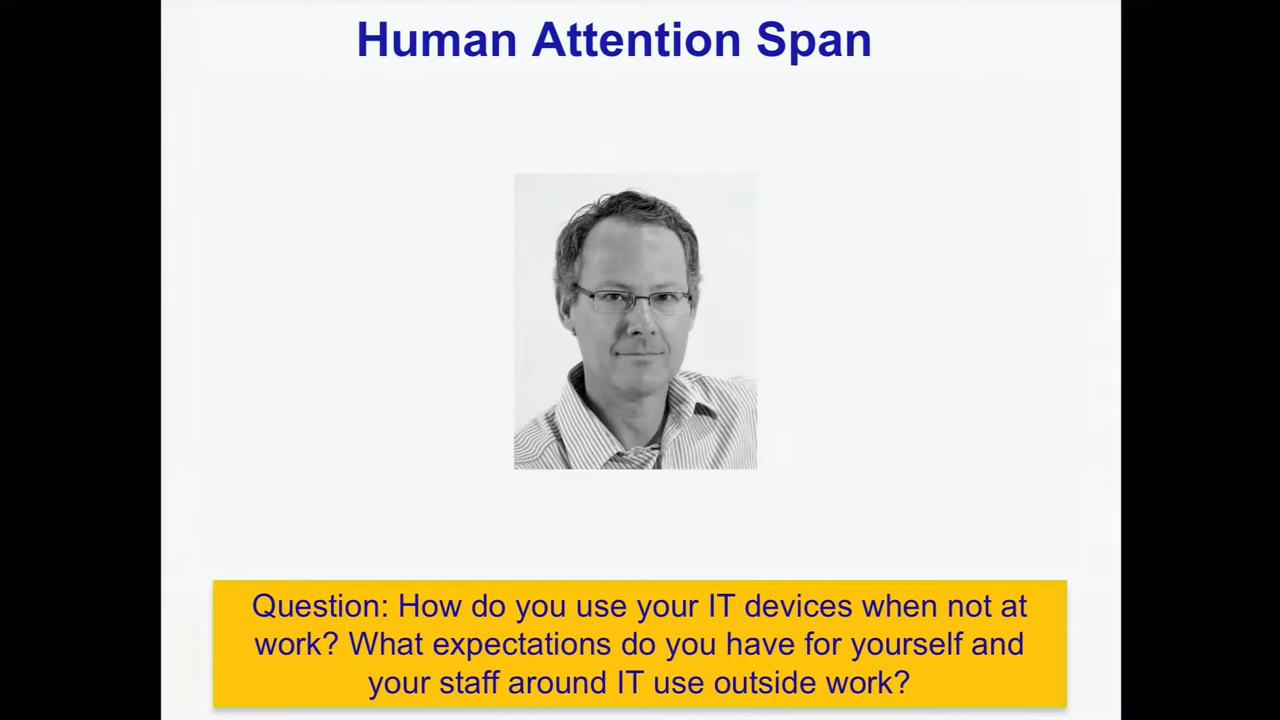 Human Attention Span
Question: How do you use your IT devices when not at
work? What expectations do you have for yourself and
your staff around IT use outside work?